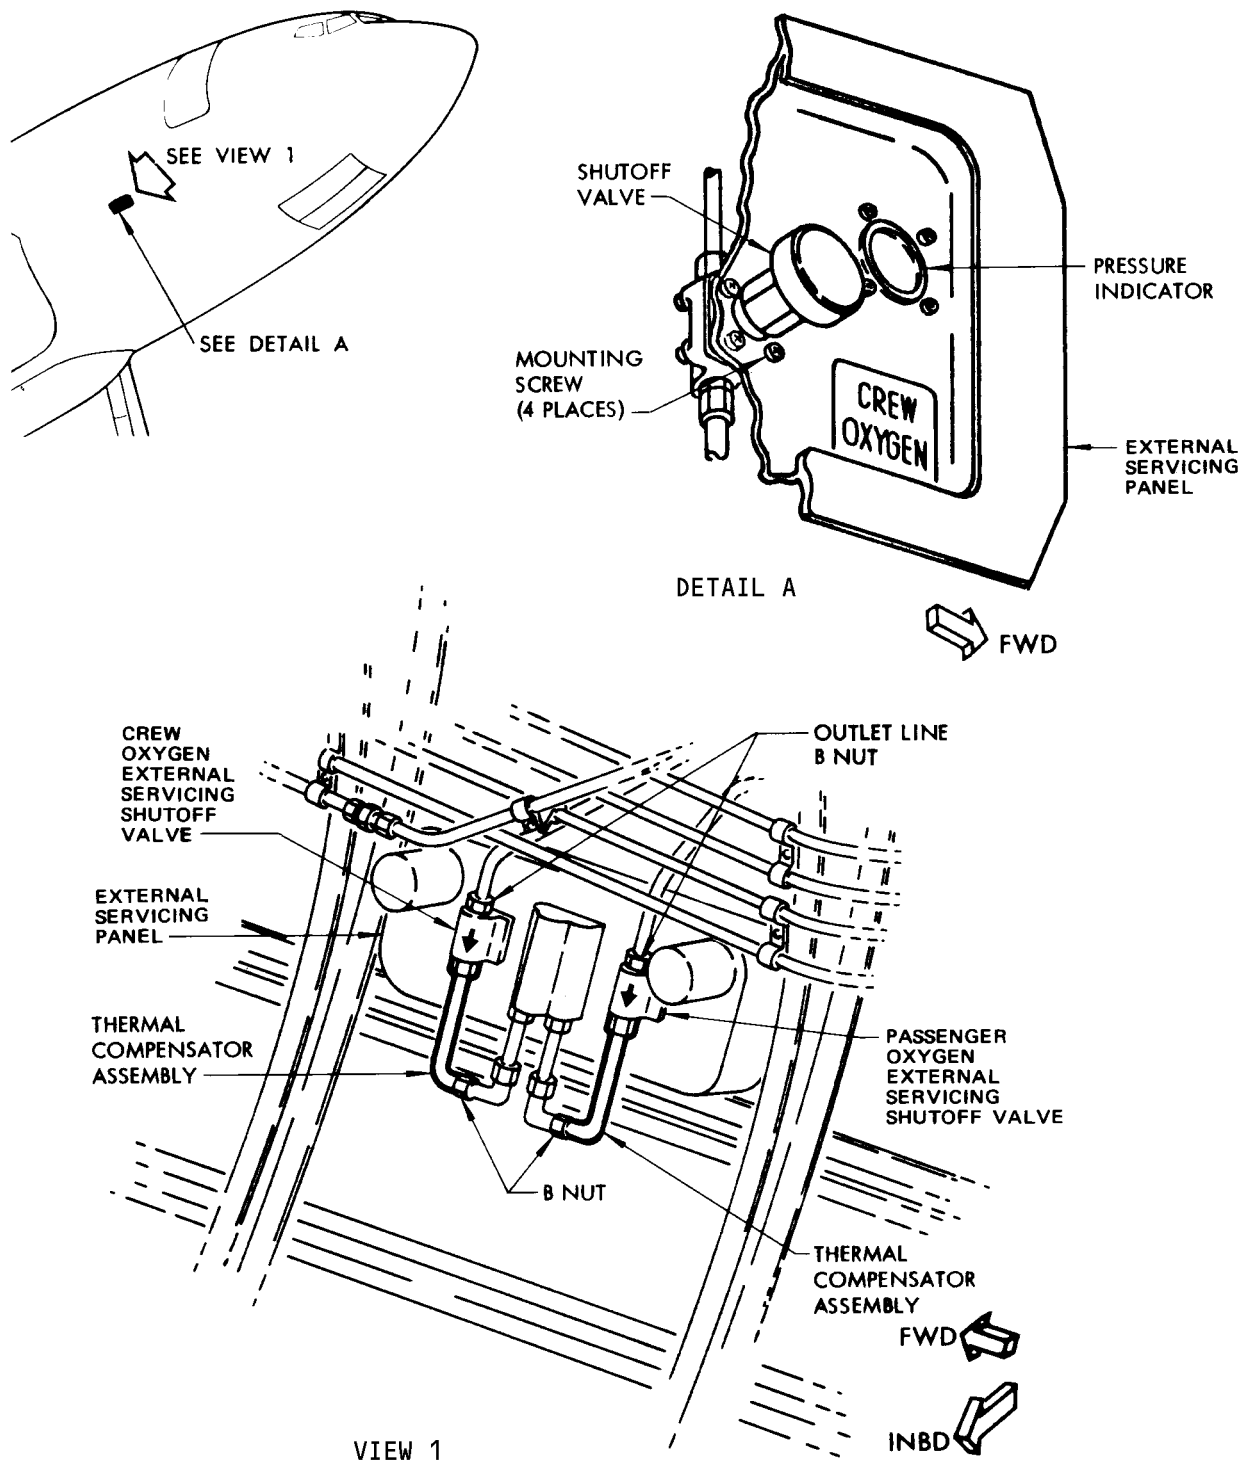 SEE VIEW 1
SEE DETAIL A
SHUTOFF
VALVE
PRESSURE
INDICATOR
MOUNTING
SCREW
(4 PLACES)
CREW
OXYGEN
EXTERNAL
SERVICING
PANEL
DETAIL A
FWD
CREW
OXYGEN
EXTERNAL
SERVICING
SHUTOFF
VALVE
OUTLET LINE
B NUT
EXTERNAL
SERVICING
PANEL
THERMAL
COMPENSATOR
ASSEMBLY
PASSENGER
OXYGEN
EXTERNAL
SERVICING
SHUTOFF VALVE
B NUT
THERMAL
COMPENSATOR
ASSEMBLY
FWD
INBD
VIEW 1